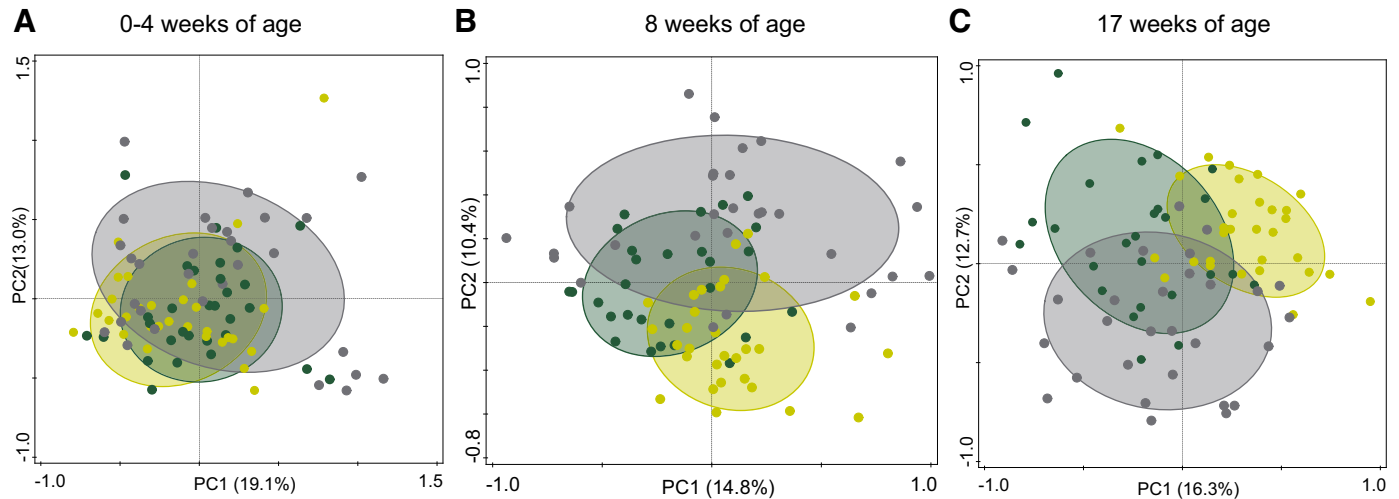 A 0-4 weeks of age
1.5
PC2(13.0%)
-1.0
-1.0 PC1 (19.1%) 1.5
B 8 weeks of age
1.0
PC2 (10.4%)
-0.8
-1.0 PC1 (14.8%) 1.0
C 17 weeks of age
1.0
PC2 (12.7%)
-1.0
-1.0 PC1 (16.3%) 1.0